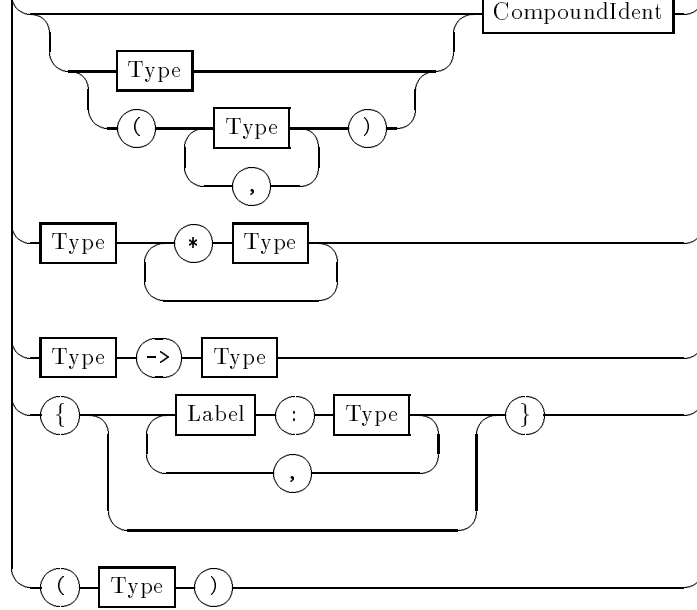 CompoundIdent
Type
( Type )
,
Type * Type
Type -> Type
{ Label : Type }
,
( Type )